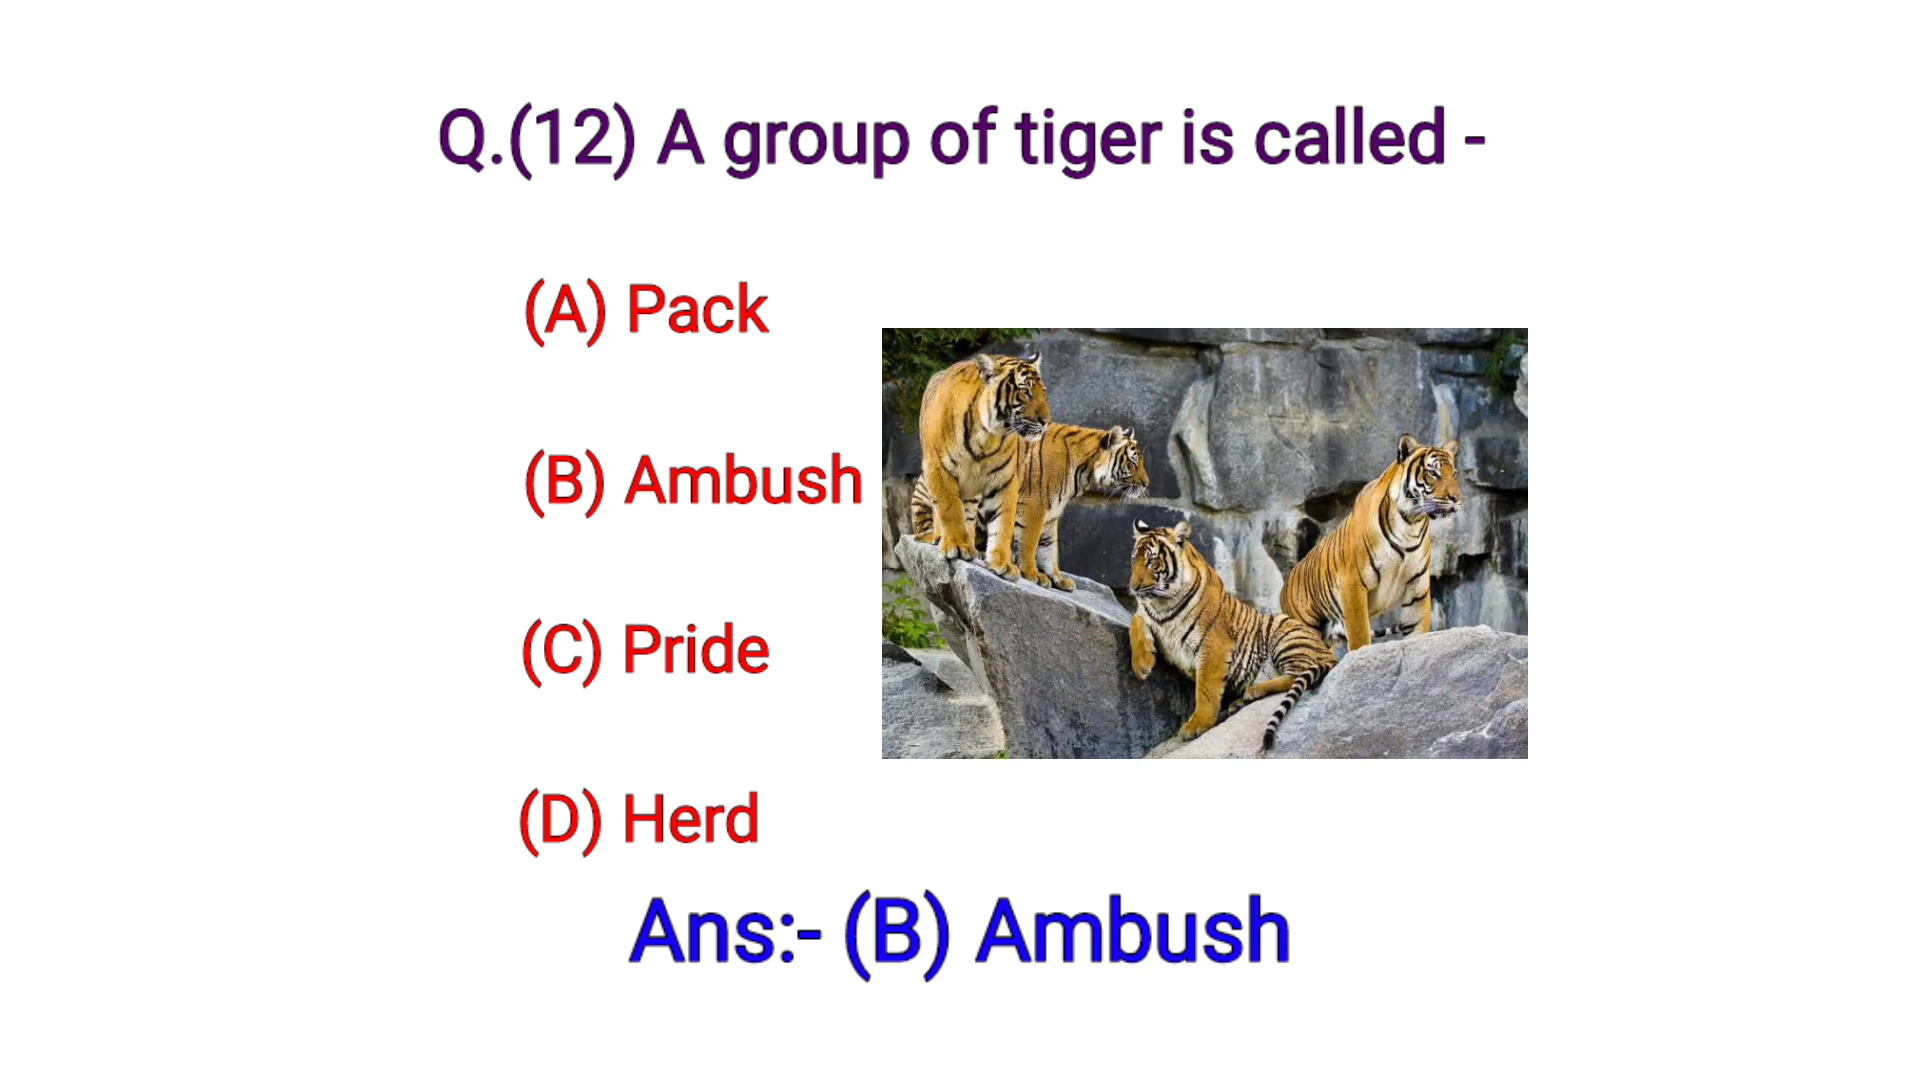 Q.(12) A group of tiger is called -
(A) Pack
(B) Ambush
(C) Pride
(D) Herd
Ans:- (B) Ambush